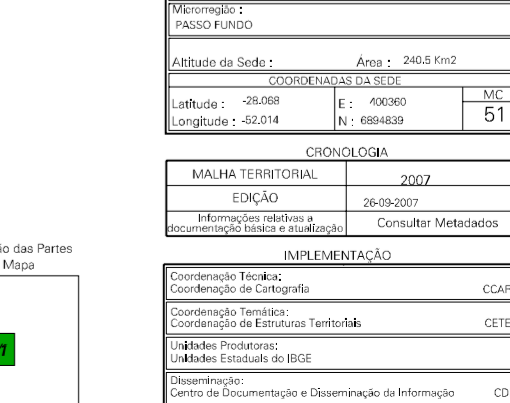 Microrregião :
PASSO FUNDO
Altitude da Sede : Área : 240.5 Km2
COORDENADAS DA SEDE
Latitude : -28.068 E : 400360 MC
Longitude : -52.014 N : 6894839 51
CRONOLOGIA
MALHA TERRITORIAL 2007
EDIÇÃO 26-09-2007
Informações relativas a
documentação básica e atualização Consultar Metadados
ão das Partes
Mapa
IMPLEMENTAÇÃO
Coordenação Técnica:
Coordenação de Cartografia CCAR
Coordenação Temática:
Coordenação de Estruturas Territoriais CETE
Unidades Produtoras:
Unidades Estaduais do IBGE
Disseminação:
Centro de Documentação e Disseminação da Informação CD